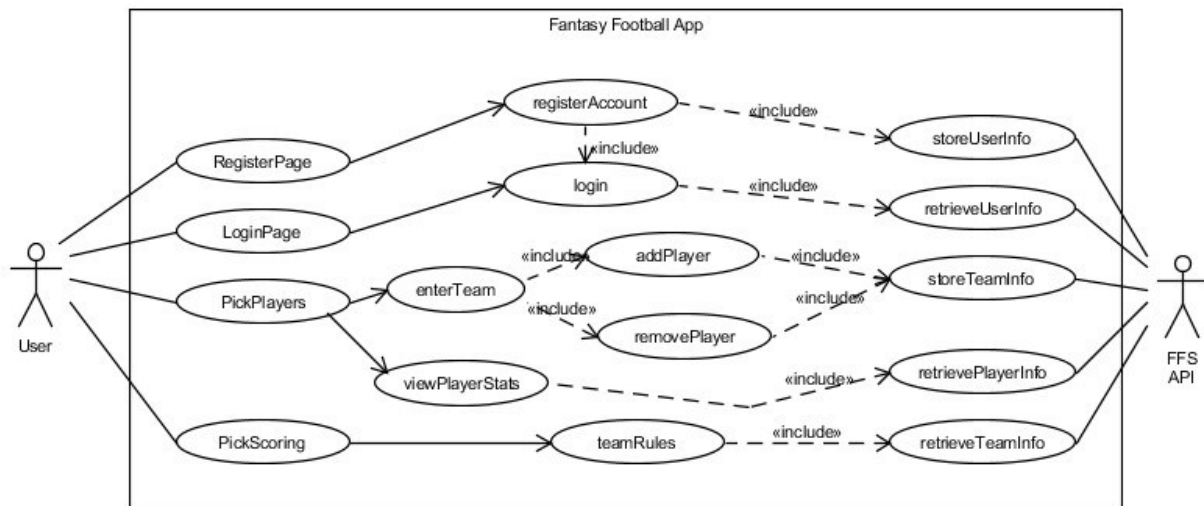 Fantasy Football App
registerAccount
«include»
storeUserInfo
RegisterPage
«include»
login
«include»
retrieveUserInfo
LoginPage
«include»
addPlayer
«include»
storeTeamInfo
PickPlayers
enterTeam
«include»
«include»
removePlayer
User
viewPlayerStats
«include»
retrievePlayerInfo
FFS
API
PickScoring
teamRules
«include»
retrieveTeamInfo